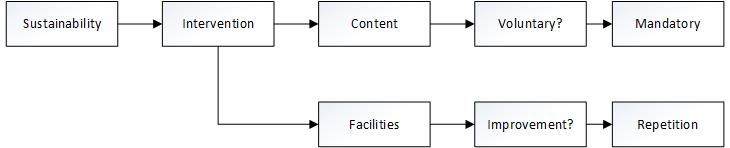 Sustainability
Intervention
Content
Voluntary?
Mandatory
Facilities
Improvement?
Repetition